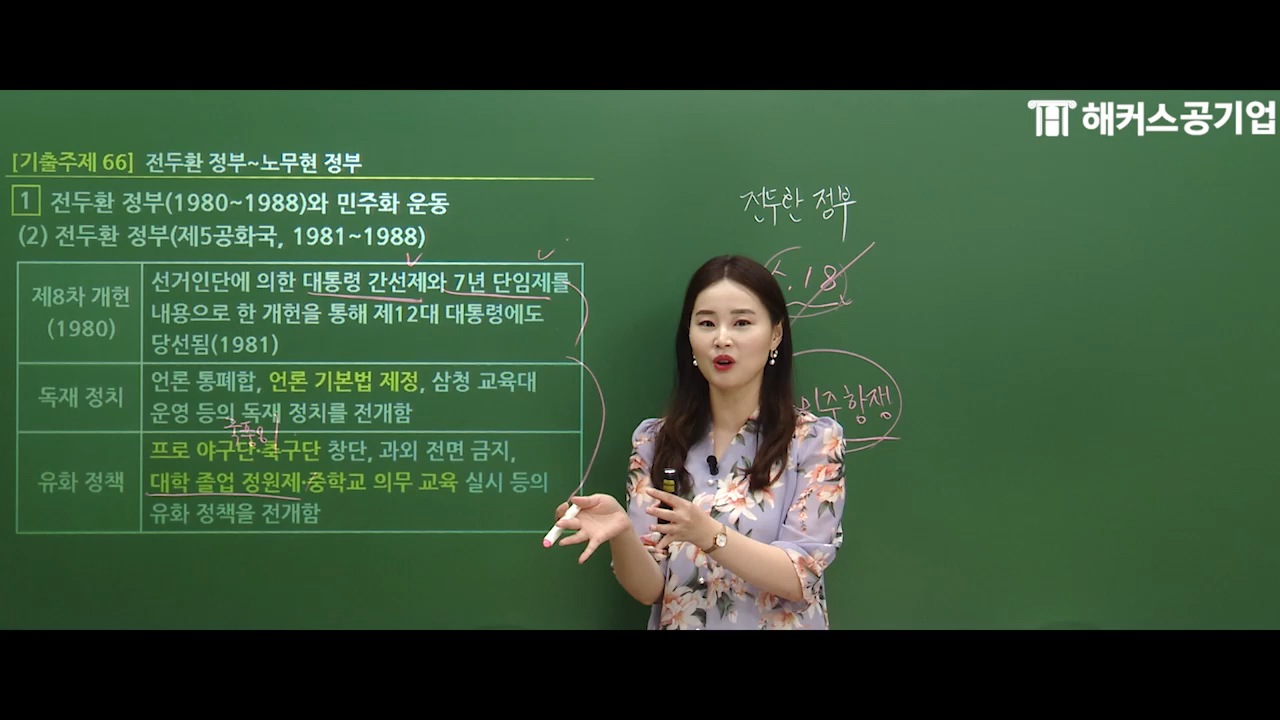 해커스공기업
[기출주제 66] 전두환 정부~노무현 정부
1 전두환 정부(1980~1988)와 민주화 운동
(2) 전두환 정부(제5공화국, 1981~1988)
제8차 개헌
(1980)
선거인단에 의한 대통령 간선제와 7년 단임제를
내용으로 한 개헌을 통해 제12대 대통령에도
당선됨(1981)
독재 정치
언론 통폐합, 언론 기본법 제정, 삼청 교육대
운영 등의 독재 정치를 전개함
유화 정책
국풍81
프로 야구단·축구단 창단, 과외 전면 금지,
대학 졸업 정원제·중학교 의무 교육 실시 등의
유화 정책을 전개함
전두환 정부
5.18
민주항쟁